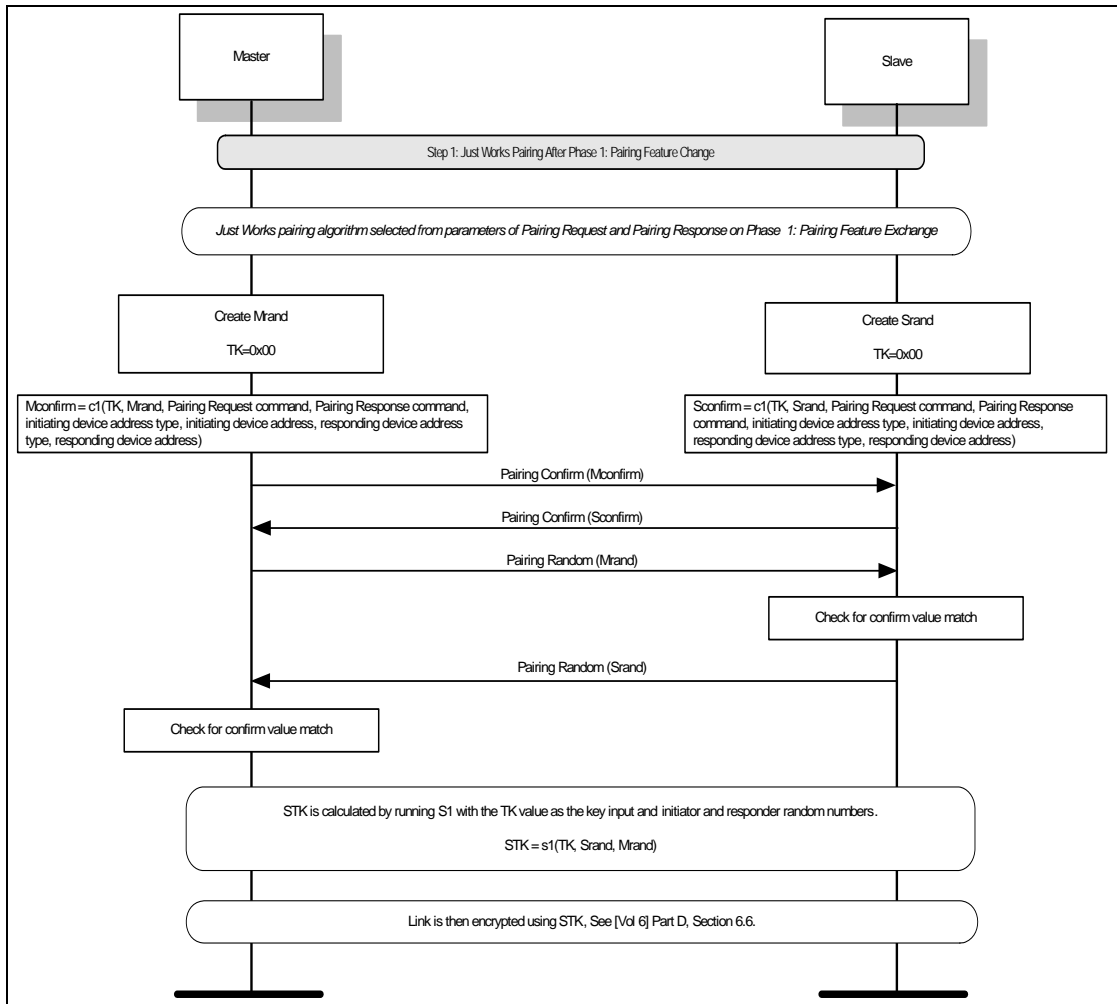 Master
Slave
Step 1: Just Works Pairing After Phase 1: Pairing Feature Change
Just Works pairing algorithm selected from parameters of Pairing Request and Pairing Response on Phase 1: Pairing Feature Exchange
Create Mrand
TK=0x00
Create Srand
TK=0x00
Mconfirm = c1(TK, Mrand, Pairing Request command, Pairing Response command,
initiating device address type, initiating device address, responding device address
type, responding device address)
Sconfirm = c1(TK, Srand, Pairing Request command, Pairing Response
command, initiating device address type, initiating device address,
responding device address type, responding device address)
Pairing Confirm (Mconfirm)
Pairing Confirm (Sconfirm)
Pairing Random (Mrand)
Check for confirm value match
Pairing Random (Srand)
Check for confirm value match
STK is calculated by running S1 with the TK value as the key input and initiator and responder random numbers.
STK = s1(TK, Srand, Mrand)
Link is then encrypted using STK, See [Vol 6] Part D, Section 6.6.